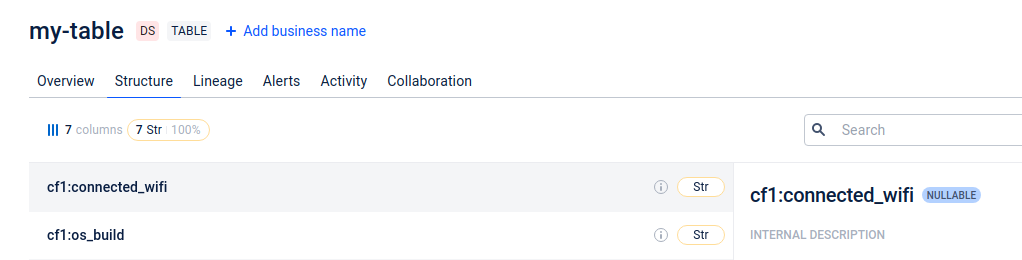 my-table DS TABLE + Add business name
Overview Structure Lineage Alerts Activity Collaboration
7 columns 7 Str 100% Search
cf1:connected_wifi Str
cf1:connected_wifi NULLABLE
cf1:os_build Str
INTERNAL DESCRIPTION